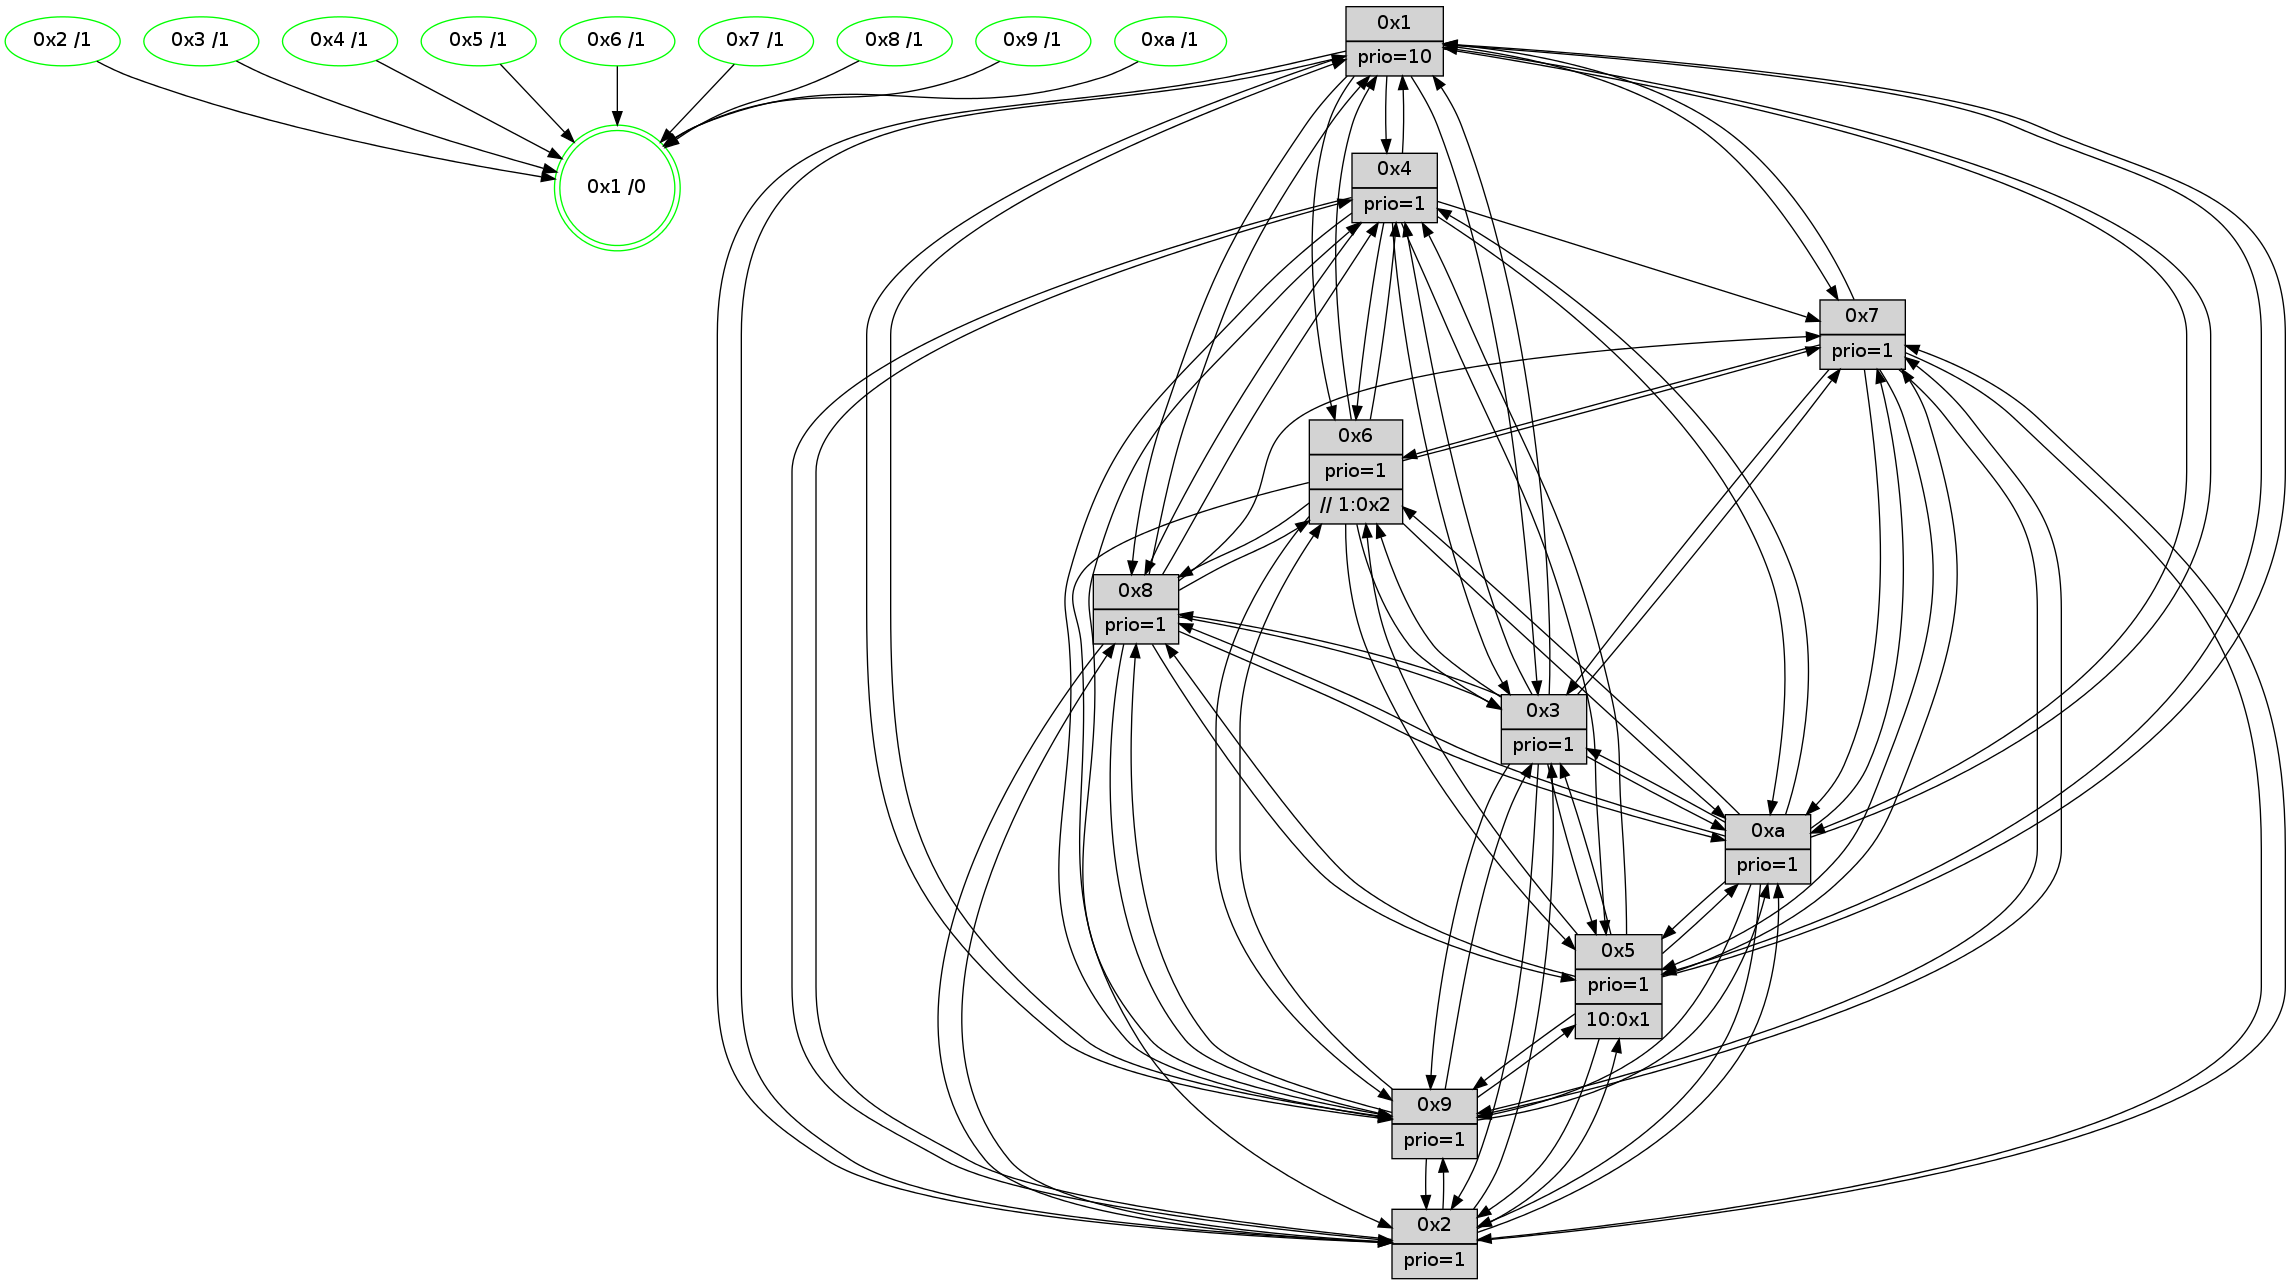 0x2 /1
0x3 /1
0x4 /1
0x5 /1
0x6 /1
0x7 /1
0x8 /1
0x9 /1
0xa /1
0x1 /0
0x1
prio=10
0x4
prio=1
0x7
prio=1
0x6
prio=1
// 1:0x2
0x8
prio=1
0x3
prio=1
0xa
prio=1
0x5
prio=1
10:0x1
0x9
prio=1
0x2
prio=1